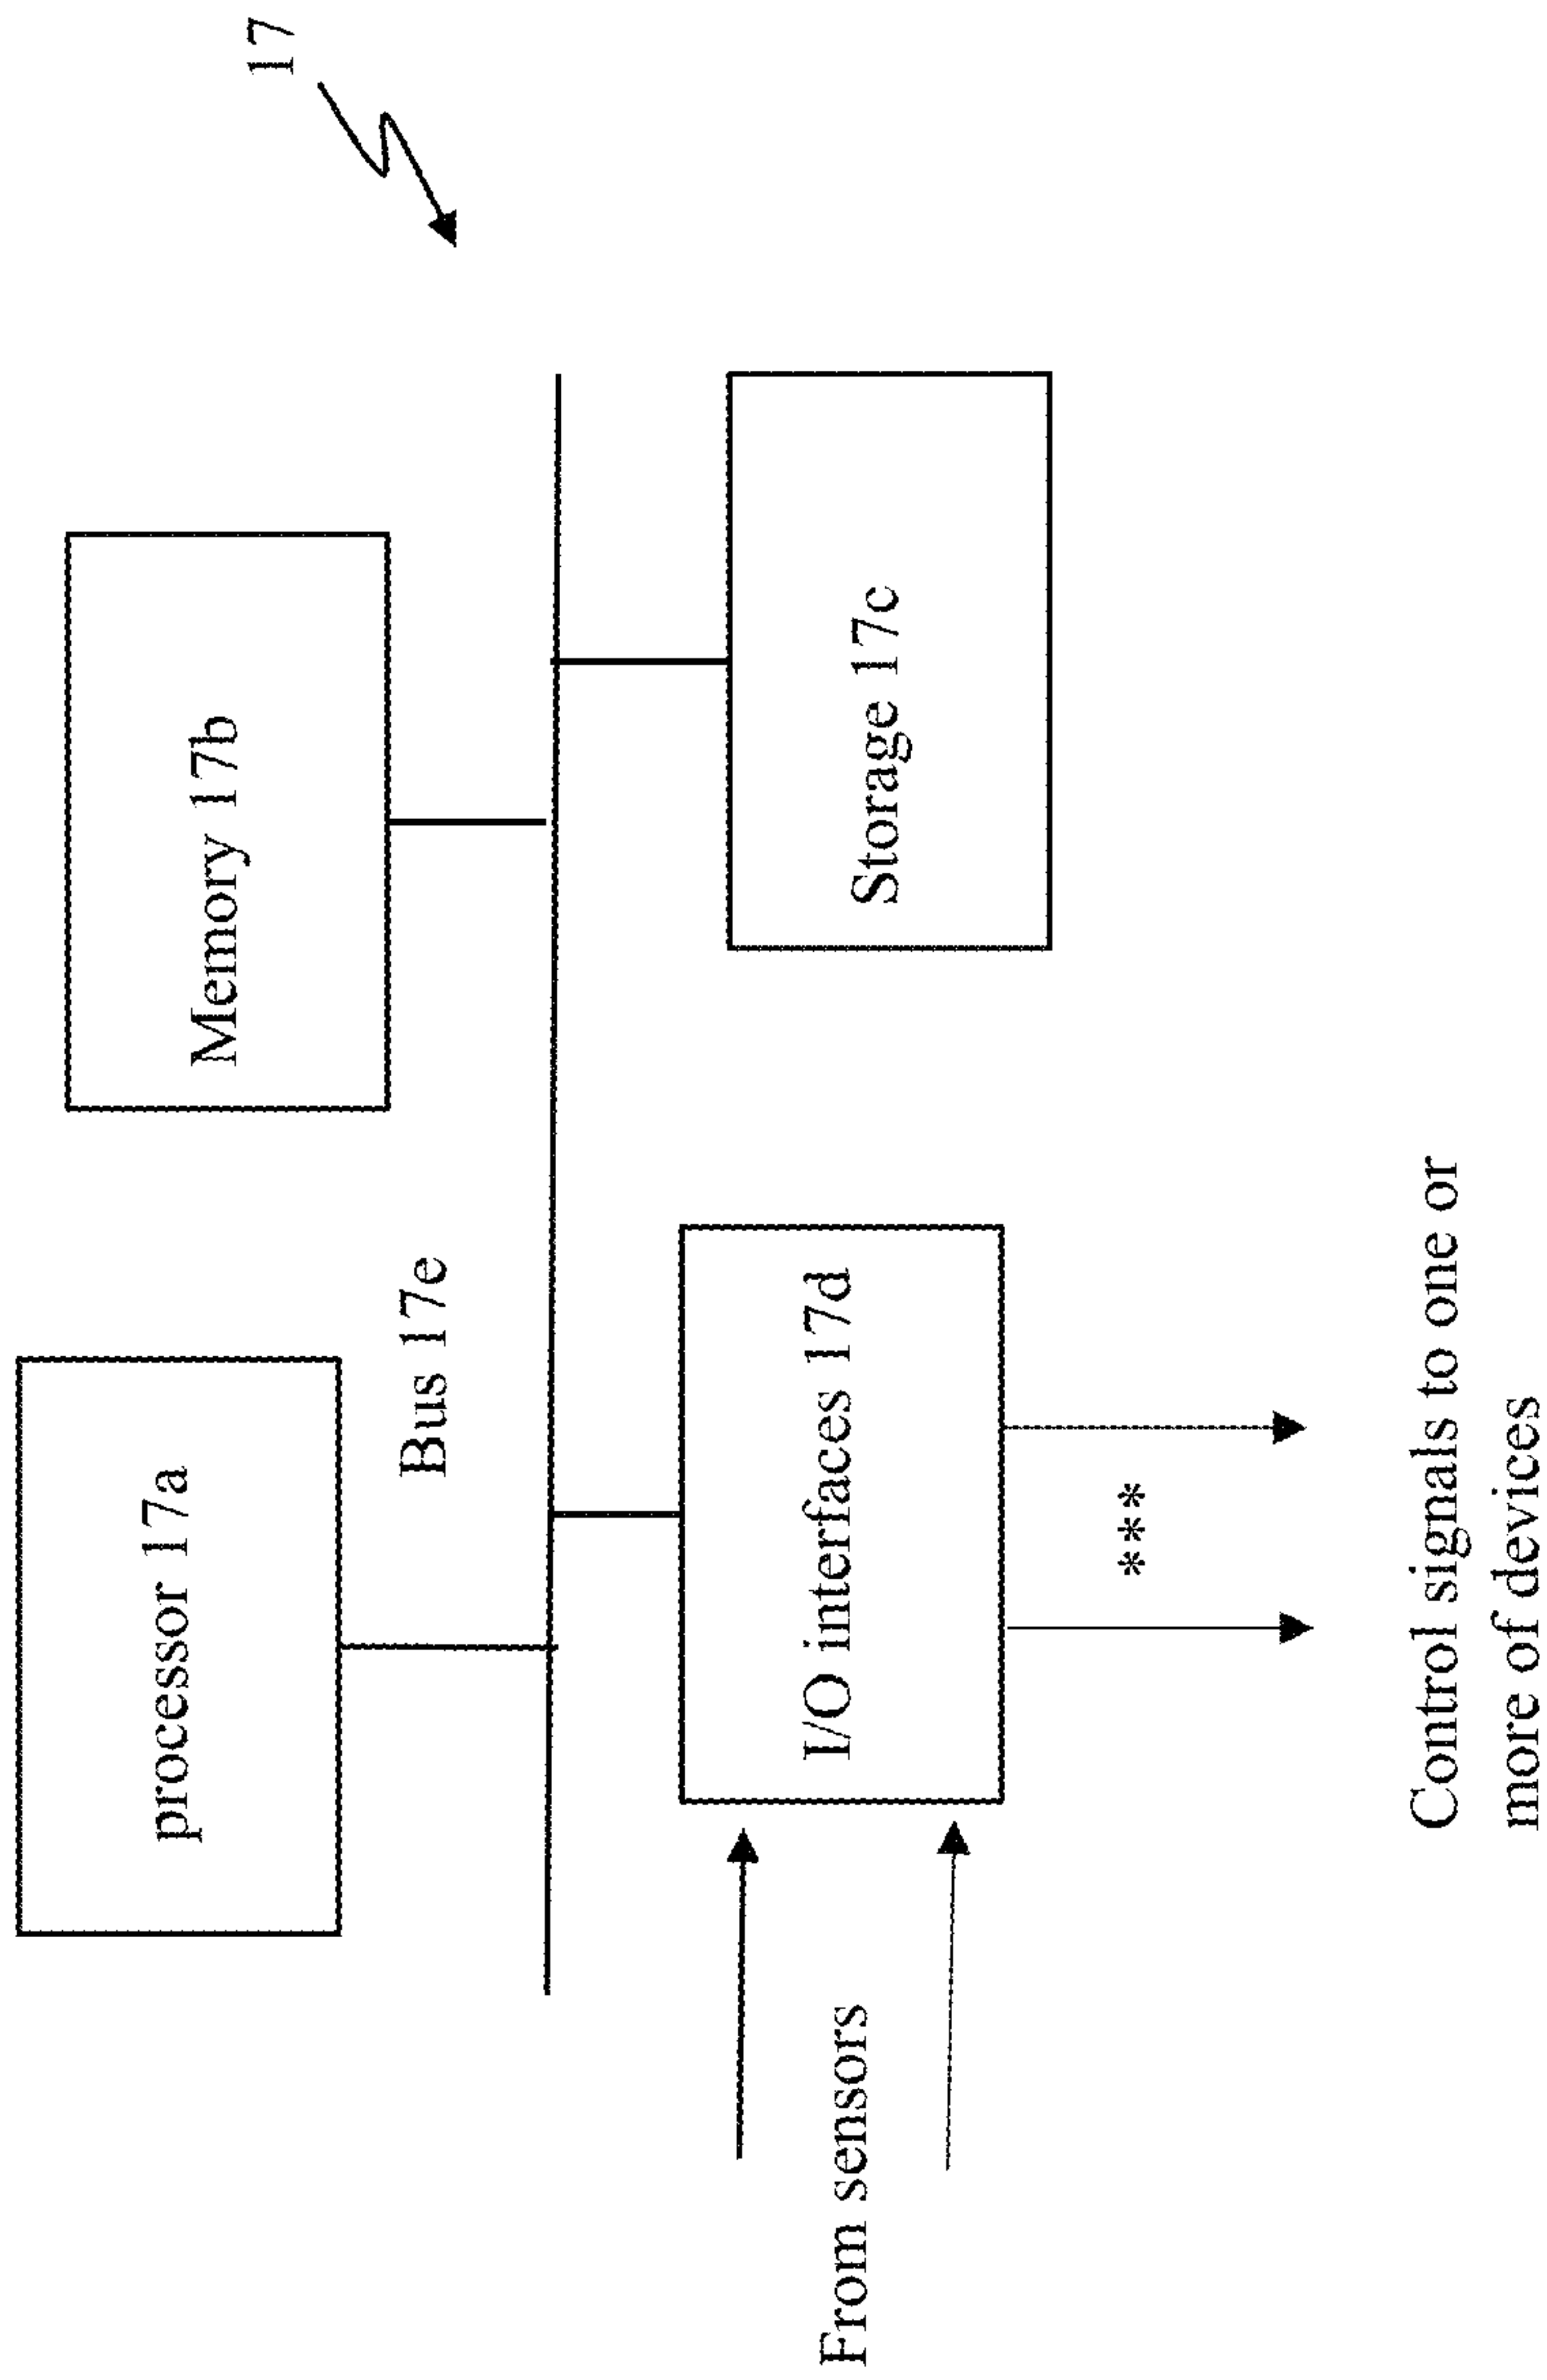 17
processor 17a
Memory 17b
Bus 17e
I/O interfaces 17d
Storage 17c
From sensors
***
Control signals to one or
more of devices